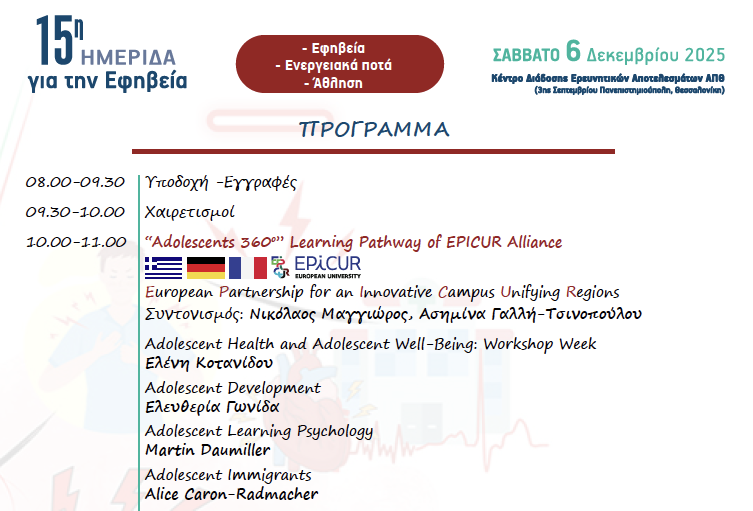 15η ΗΜΕΡΙΔΑ
για την Εφηβεία
- Εφηβεία
- Ενεργειακά ποτά
- Άθληση
ΣΑΒΒΑΤΟ 6 Δεκεμβρίου 2025
Κέντρο Διάδοσης Ερευνητικών Αποτελεσμάτων ΑΠΘ
(3ης Σεπτεμβρίου Πανεπιστημιούπολη, Θεσσαλονίκη)
ΠΡΟΓΡΑΜΜΑ
08.00-09.30 Υποδοχή -Εγγραφές
09.30-10.00 Χαιρετισμοί
10.00-11.00 “Adolescents 360º” Learning Pathway of EPICUR Alliance
EPICUR EPICUR
EUROPEAN UNIVERSITY
European Partnership for an Innovative Campus Unifying Regions
Συντονισμός: Νικόλαος Μαγγιώρος, Ασημίνα Γαλλή-Τσινοπούλου
Adolescent Health and Adolescent Well-Being: Workshop Week
Ελένη Κοτανίδου
Adolescent Development
Ελευθερία Γωνίδα
Adolescent Learning Psychology
Martin Daumiller
Adolescent Immigrants
Alice Caron-Radmacher